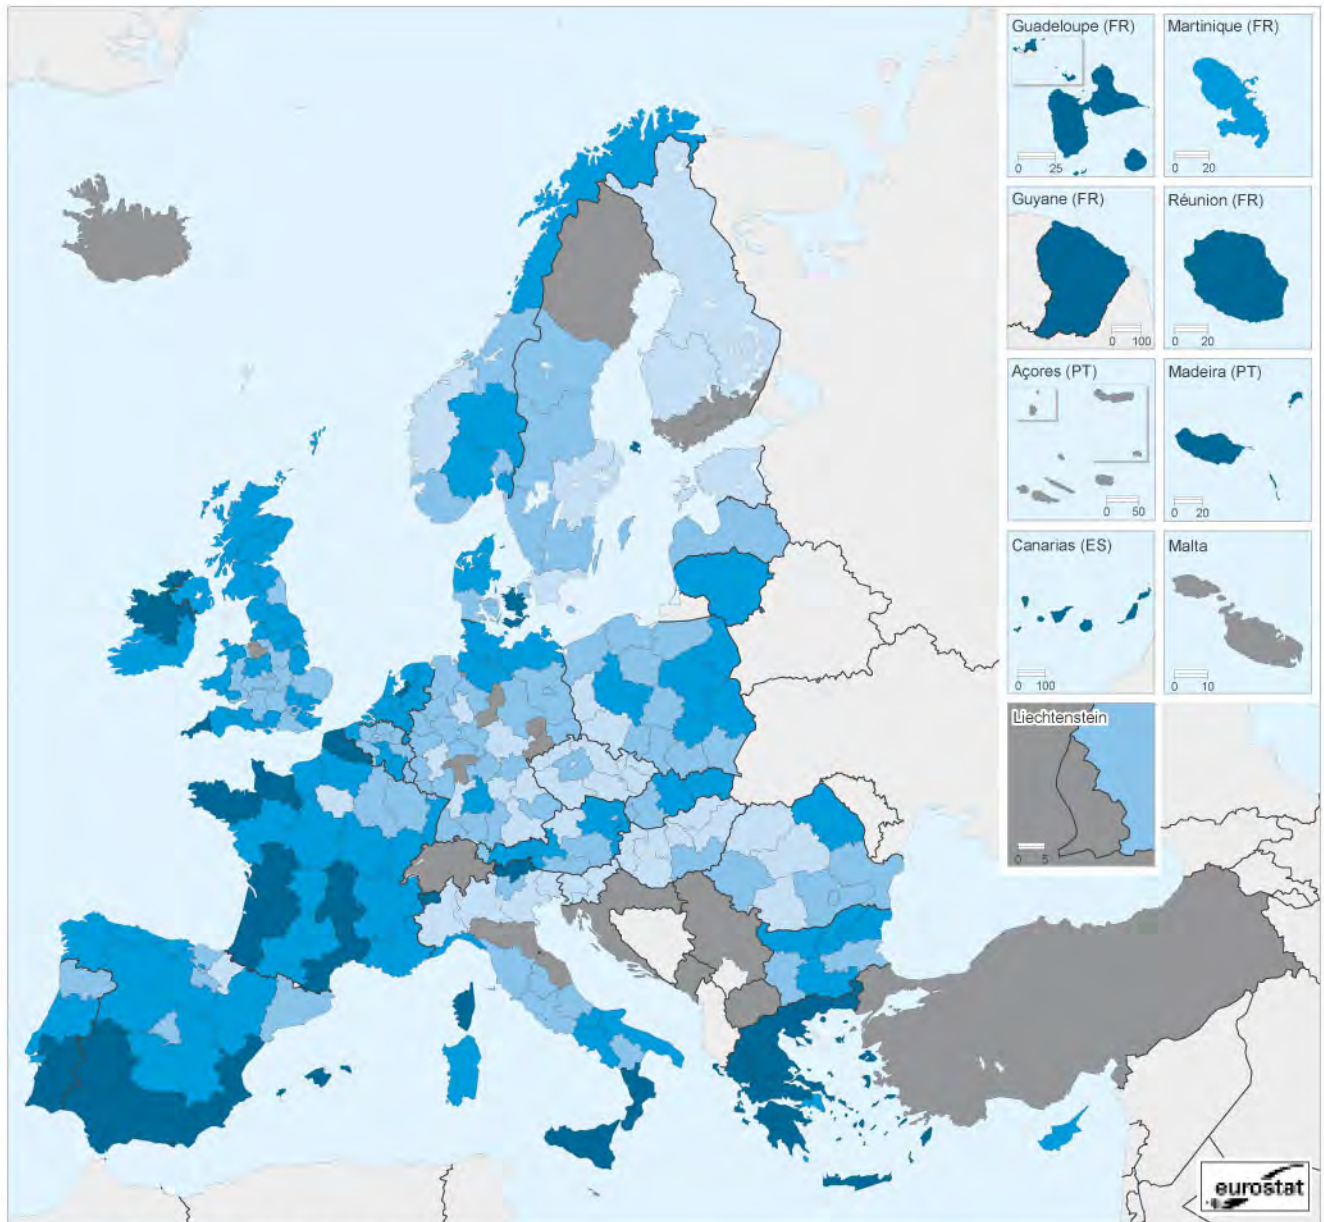 Guadeloupe (FR)
0 25
Martinique (FR)
0 20
Guyane (FR)
0 100
Réunion (FR)
0 20
Açores (PT)
0 50
Madeira (PT)
0 20
Canarias (ES)
0 100
Malta
0 10
Liechtenstein
0 5
eurostat